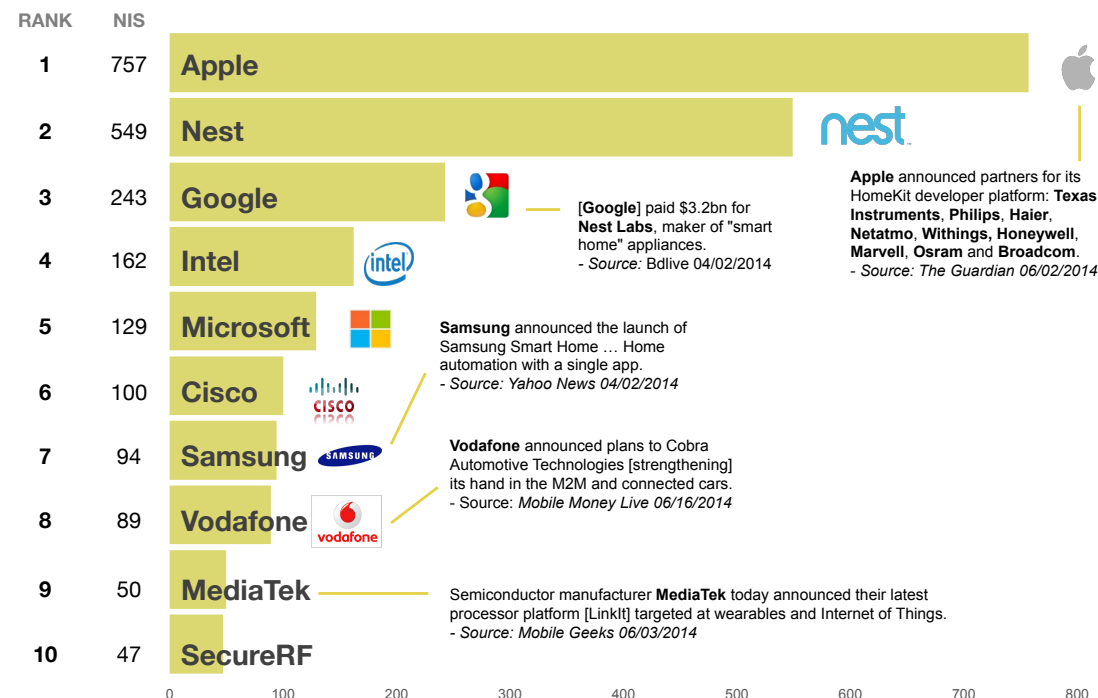 RANK NIS
1 757 Apple
2 549 Nest nest
Apple announced partners for its
HomeKit developer platform: Texas
Instruments, Philips, Haier,
Netatmo, Withings, Honeywell,
Marvell, Osram and Broadcom.
- Source: The Guardian 06/02/2014
3 243 Google g
[Google] paid $3.2bn for
Nest Labs, maker of "smart
home" appliances.
- Source: Bdlive 04/02/2014
4 162 Intel intel
5 129 Microsoft
Samsung announced the launch of
Samsung Smart Home … Home
automation with a single app.
- Source: Yahoo News 04/02/2014
6 100 Cisco CISCO
7 94 Samsung SAMSUNG
Vodafone announced plans to Cobra
Automotive Technologies [strengthening]
its hand in the M2M and connected cars.
- Source: Mobile Money Live 06/16/2014
8 89 Vodafone vodafone
9 50 MediaTek
Semiconductor manufacturer MediaTek today announced their latest
processor platform [LinkIt] targeted at wearables and Internet of Things.
- Source: Mobile Geeks 06/03/2014
10 47 SecureRF
0 100 200 300 400 500 600 700 800